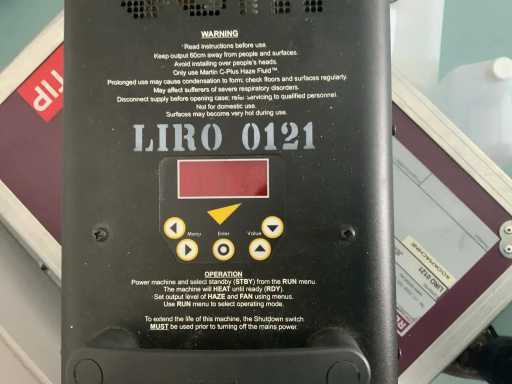 WARNING
Read instructions before use.
Keep output 60cm away from people and surfaces.
Avoid installing over people's heads.
Only use Martin C-Plus Haze Fluid™.
Prolonged use may cause condensation to form; check floors and surfaces regularly.
May affect sufferers of severe respiratory disorders.
Disconnect supply before opening case; refer servicing to qualified personnel.
Not for domestic use.
Surfaces may become very hot during use.
LIRO 0121
Menu Enter Value
OPERATION
Power machine and select standby (STBY) from the RUN menu.
The machine will HEAT until ready (RDY).
Set output level of HAZE and FAN using menus.
Use RUN menu to select operating mode.
To extend the life of this machine, the Shutdown switch
MUST be used prior to turning off the mains power.
TIP
LIRO 0121